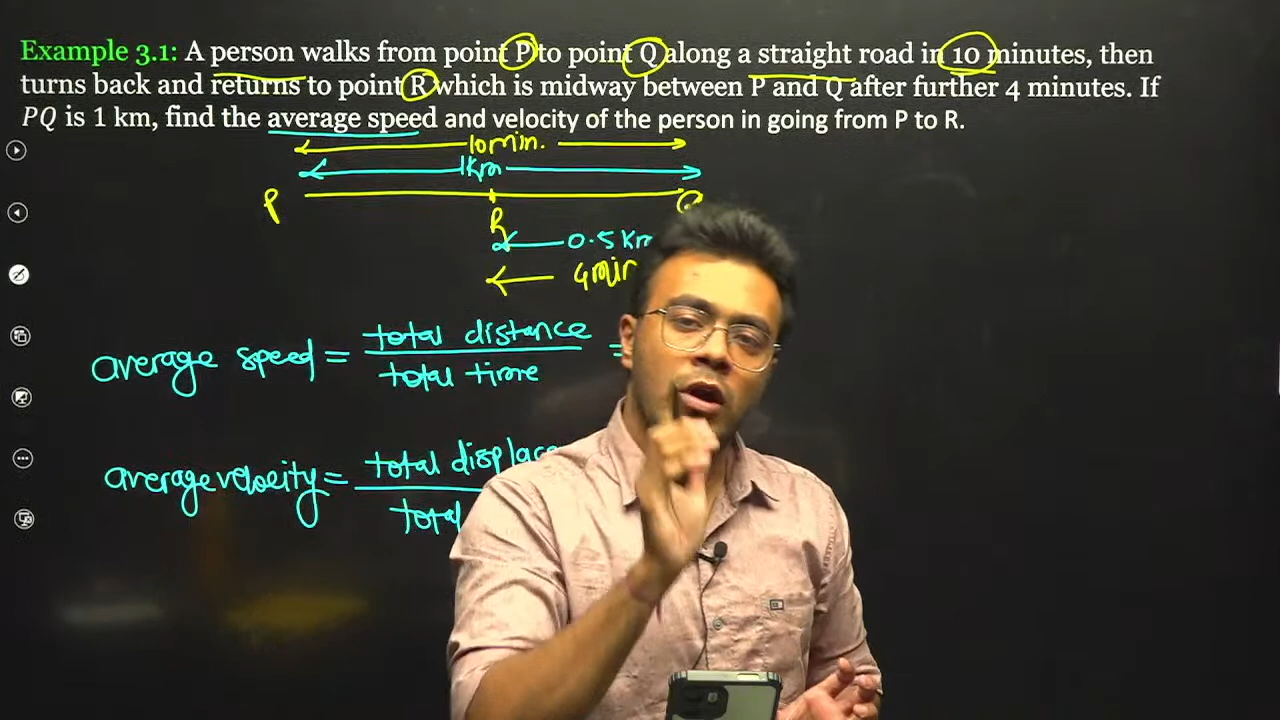 Example 3.1: A person walks from point P to point Q along a straight road in 10 minutes, then
turns back and returns to point R which is midway between P and Q after further 4 minutes. If
PQ is 1 km, find the average speed and velocity of the person in going from P to R.
10min.
1Km
P
R
0.5 Km
4min
average speed = total distance =
total time
average velocity = total displace
total